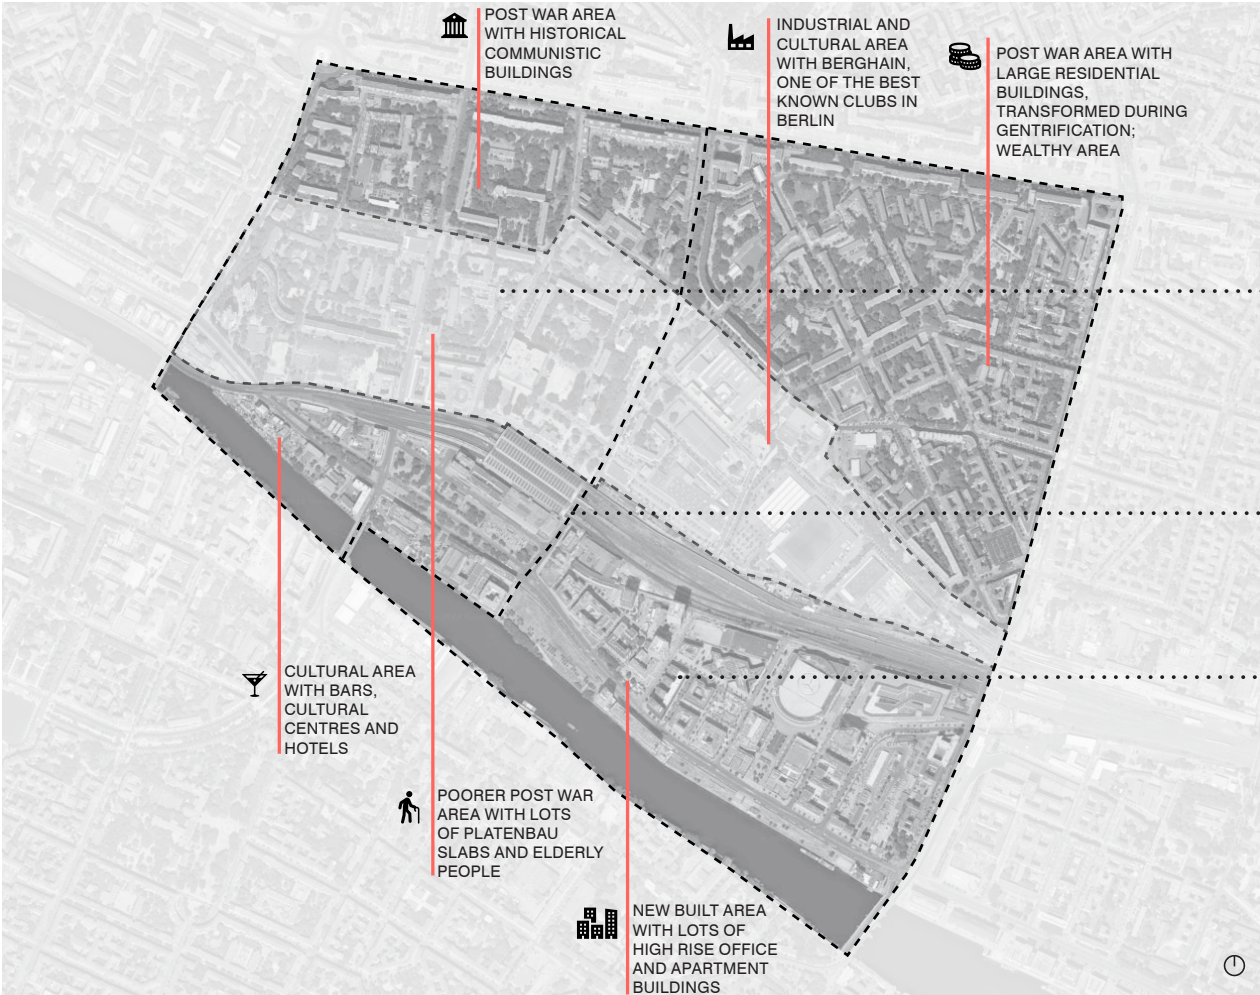 POST WAR AREA
WITH HISTORICAL
COMMUNISTIC
BUILDINGS
INDUSTRIAL AND
CULTURAL AREA
WITH BERGHAIN,
ONE OF THE BEST
KNOWN CLUBS IN
BERLIN
POST WAR AREA WITH
LARGE RESIDENTIAL
BUILDINGS,
TRANSFORMED DURING
GENTRIFICATION;
WEALTHY AREA
CULTURAL AREA
WITH BARS,
CULTURAL
CENTRES AND
HOTELS
POORER POST WAR
AREA WITH LOTS
OF PLATENBAU
SLABS AND ELDERLY
PEOPLE
NEW BUILT AREA
WITH LOTS OF
HIGH RISE OFFICE
AND APARTMENT
BUILDINGS